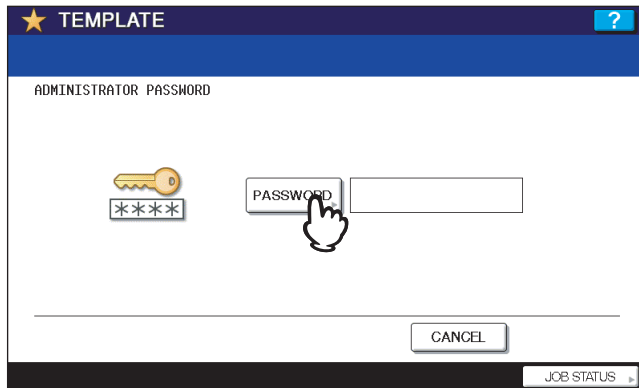 TEMPLATE
?
ADMINISTRATOR PASSWORD
****
PASSWORD
CANCEL
JOB STATUS